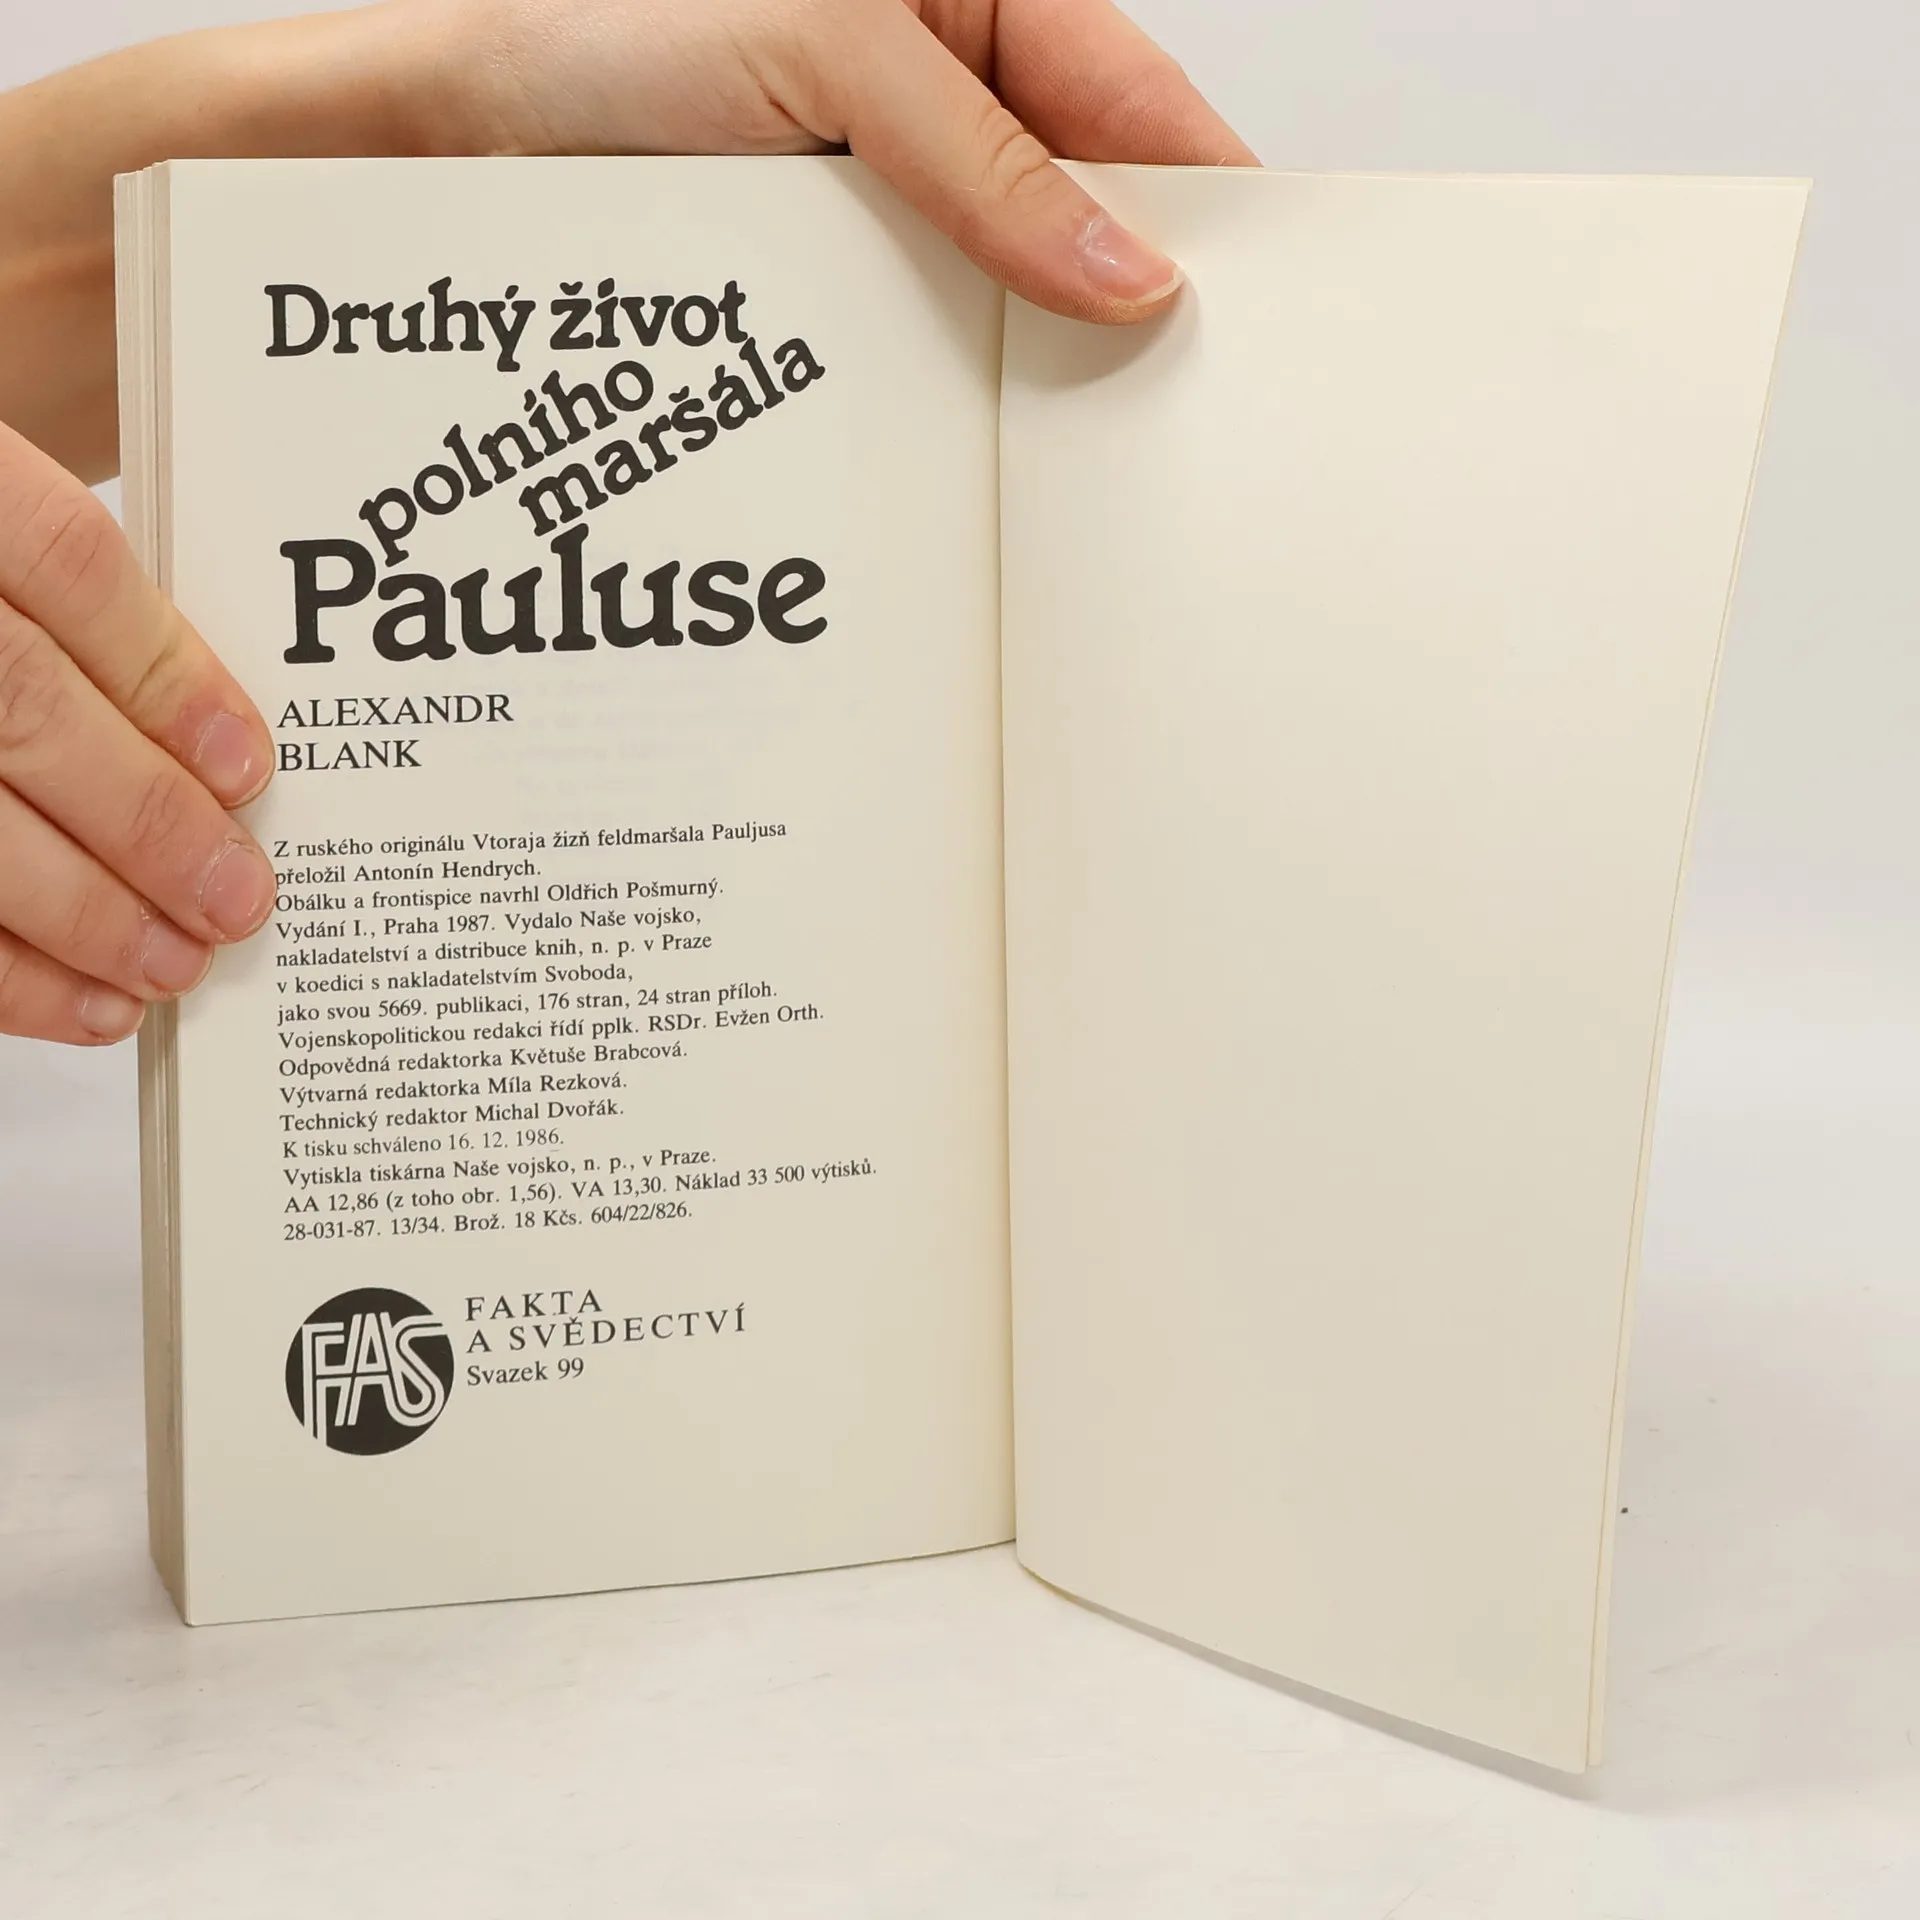 Druhý život
polního
maršála
Pauluse
ALEXANDR
BLANK
Z ruského originálu Vtoraja žizň feldmaršala Pauljusa
přeložil Antonín Hendrych.
Obálku a frontispice navrhl Oldřich Pošmurný.
Vydání I., Praha 1987. Vydalo Naše vojsko,
nakladatelství a distribuce knih, n. p. v Praze
v koedici s nakladatelstvím Svoboda,
jako svou 5669. publikaci, 176 stran, 24 stran příloh.
Vojenskopolitickou redakci řídí pplk. RSDr. Evžen Orth.
Odpovědná redaktorka Květuše Brabcová.
Výtvarná redaktorka Míla Rezková.
Technický redaktor Michal Dvořák.
K tisku schváleno 16. 12. 1986.
Vytiskla tiskárna Naše vojsko, n. p., v Praze.
AA 12,86 (z toho obr. 1,56). VA 13,30. Náklad 33 500 výtisků.
28-031-87. 13/34. Brož. 18 Kčs. 604/22/826.
FAS
FAKTA
A SVĚDECTVÍ
Svazek 99